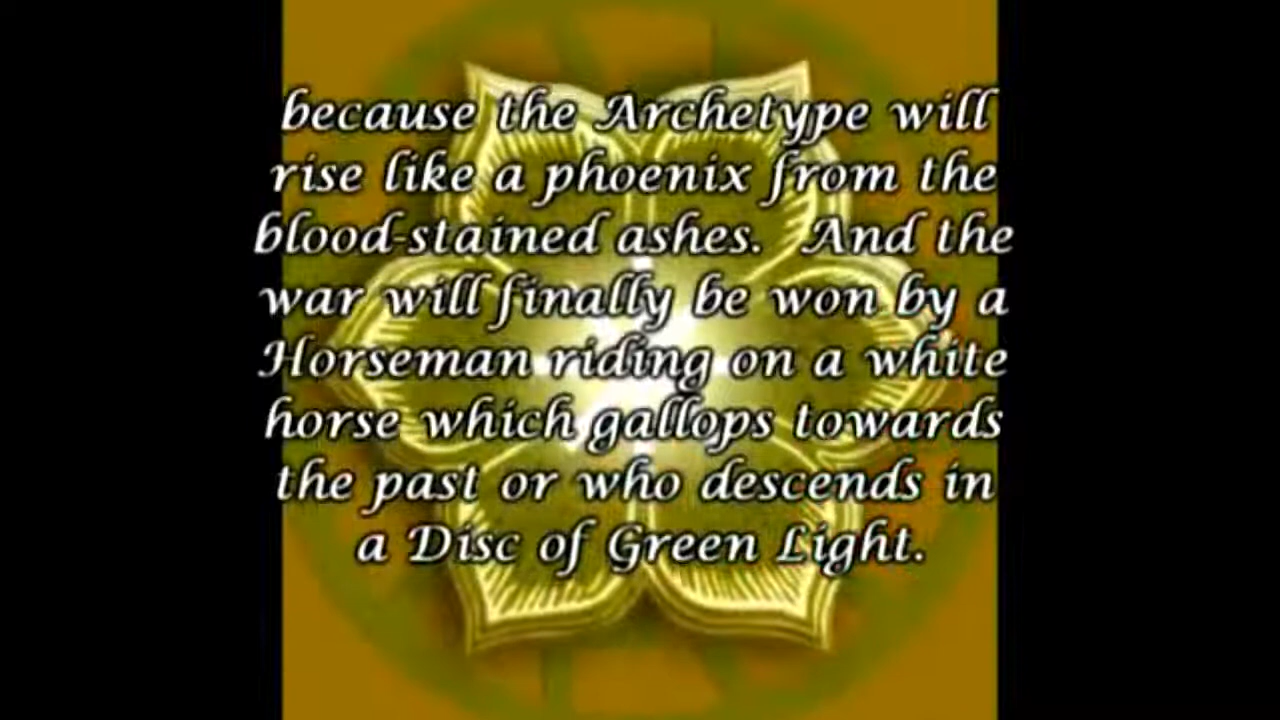 because the Archetype will
rise like a phoenix from the
blood-stained ashes. And the
war will finally be won by a
Horseman riding on a white
horse which gallops towards
the past or who descends in
a Disc of Green Light.